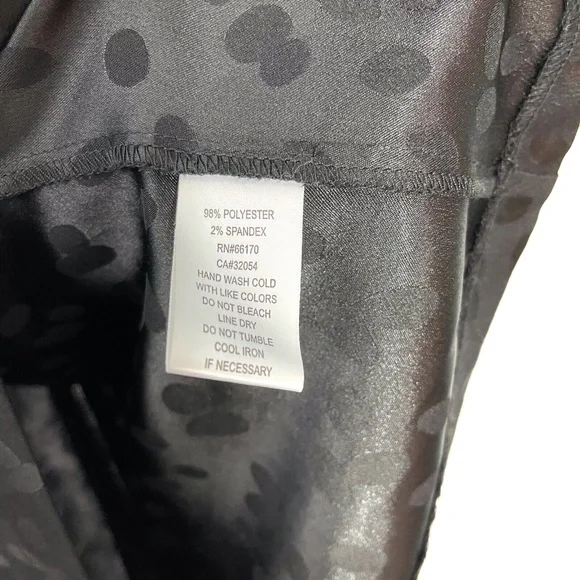 98% POLYESTER
2% SPANDEX
RN#66170
CA#32054
HAND WASH COLD
WITH LIKE COLORS
DO NOT BLEACH
LINE DRY
DO NOT TUMBLE
COOL IRON
IF NECESSARY